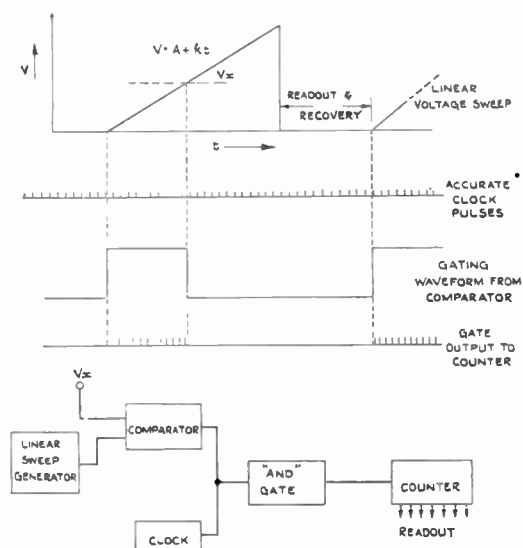 V = A + kt
V
Vx
READOUT &
RECOVERY
LINEAR
VOLTAGE SWEEP
t
ACCURATE
CLOCK
PULSES
GATING
WAVEFORM FROM
COMPARATOR
GATE
OUTPUT TO
COUNTER
Vx
COMPARATOR
LINEAR
SWEEP
GENERATOR
"AND"
GATE
COUNTER
CLOCK
READOUT